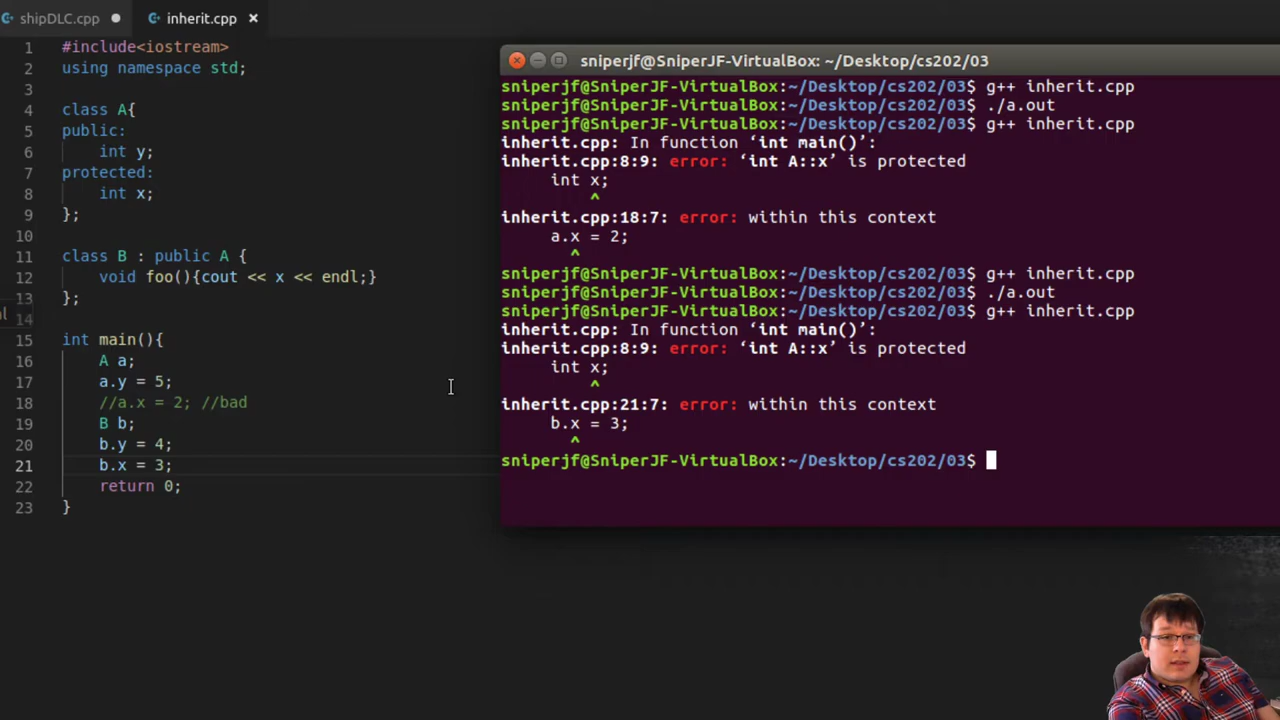 shipDLC.cpp
inherit.cpp
1 #include<iostream>
2 using namespace std;
3
4 class A{
5 public:
6 int y;
7 protected:
8 int x;
9 };
10
11 class B : public A {
12 void foo(){cout << x << endl;}
13 };
14
15 int main(){
16 A a;
17 a.y = 5;
18 //a.x = 2; //bad
19 B b;
20 b.y = 4;
21 b.x = 3;
22 return 0;
23 }
sniperjf@SniperJF-VirtualBox: ~/Desktop/cs202/03
sniperjf@SniperJF-VirtualBox:~/Desktop/cs202/03$ g++ inherit.cpp
sniperjf@SniperJF-VirtualBox:~/Desktop/cs202/03$ ./a.out
sniperjf@SniperJF-VirtualBox:~/Desktop/cs202/03$ g++ inherit.cpp
inherit.cpp: In function ‘int main()’:
inherit.cpp:8:9: error: ‘int A::x’ is protected
int x;
^
inherit.cpp:18:7: error: within this context
a.x = 2;
^
sniperjf@SniperJF-VirtualBox:~/Desktop/cs202/03$ g++ inherit.cpp
sniperjf@SniperJF-VirtualBox:~/Desktop/cs202/03$ ./a.out
sniperjf@SniperJF-VirtualBox:~/Desktop/cs202/03$ g++ inherit.cpp
inherit.cpp: In function ‘int main()’:
inherit.cpp:8:9: error: ‘int A::x’ is protected
int x;
^
inherit.cpp:21:7: error: within this context
b.x = 3;
^
sniperjf@SniperJF-VirtualBox:~/Desktop/cs202/03$